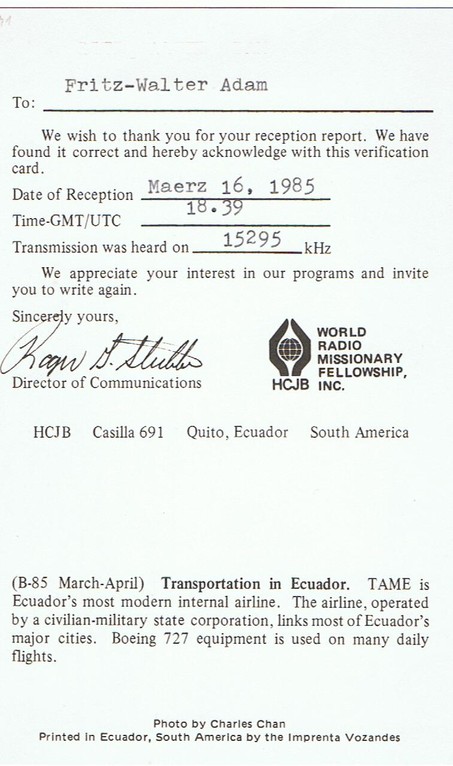 Fritz-Walter Adam
To:
We wish to thank you for your reception report. We have
found it correct and hereby acknowledge with this verification
card.
Date of Reception Maerz 16, 1985
Time-GMT/UTC 18.39
Transmission was heard on 15295 kHz
We appreciate your interest in our programs and invite
you to write again.
Sincerely yours,
Director of Communications
HCJB
WORLD
RADIO
MISSIONARY
FELLOWSHIP,
INC.
HCJB Casilla 691 Quito, Ecuador South America
(B-85 March-April) Transportation in Ecuador. TAME is
Ecuador's most modern internal airline. The airline, operated
by a civilian-military state corporation, links most of Ecuador's
major cities. Boeing 727 equipment is used on many daily
flights.
Photo by Charles Chan
Printed in Ecuador, South America by the Imprenta Vozandes